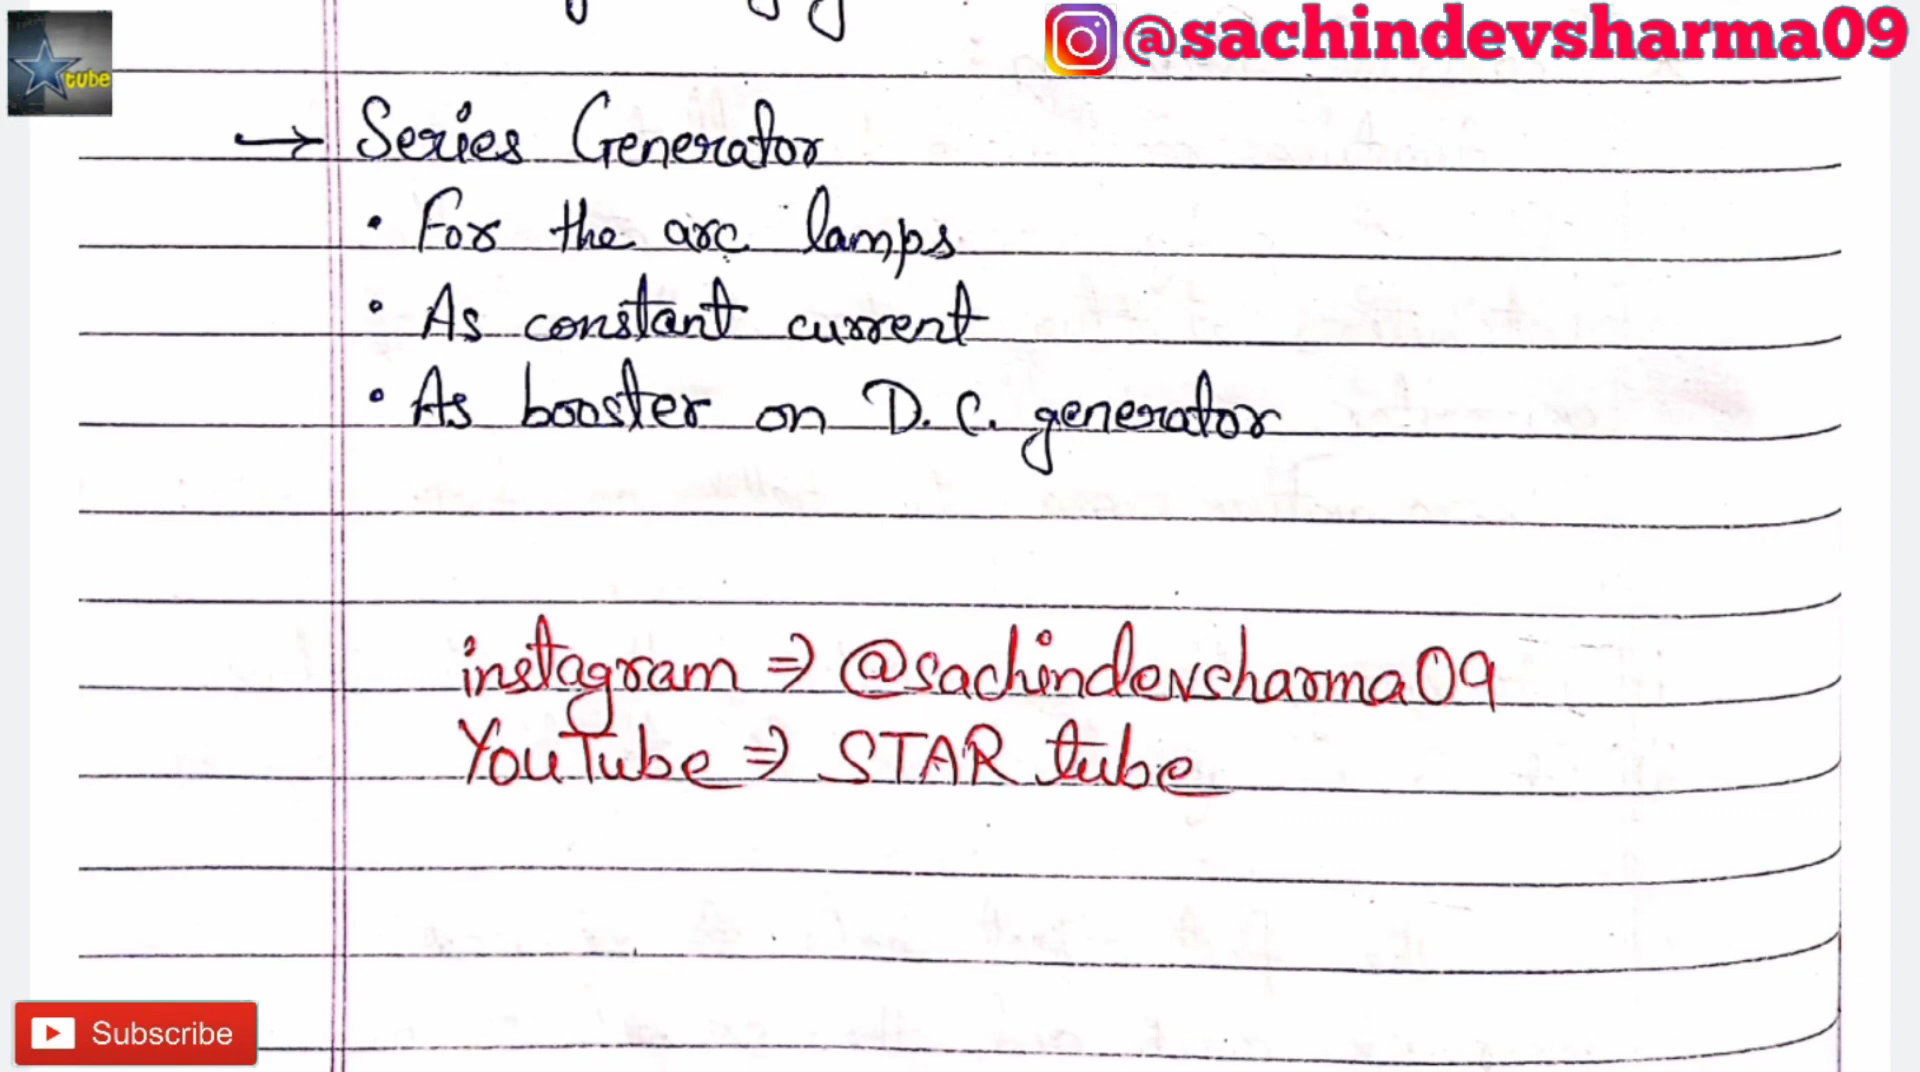 @sachindevsharma09
tube
→ Series Generator
• For the arc lamps
• As constant current
• As booster on D.C. generator
instagram ⇒ @sachindevsharma09
YouTube ⇒ STAR tube
Subscribe